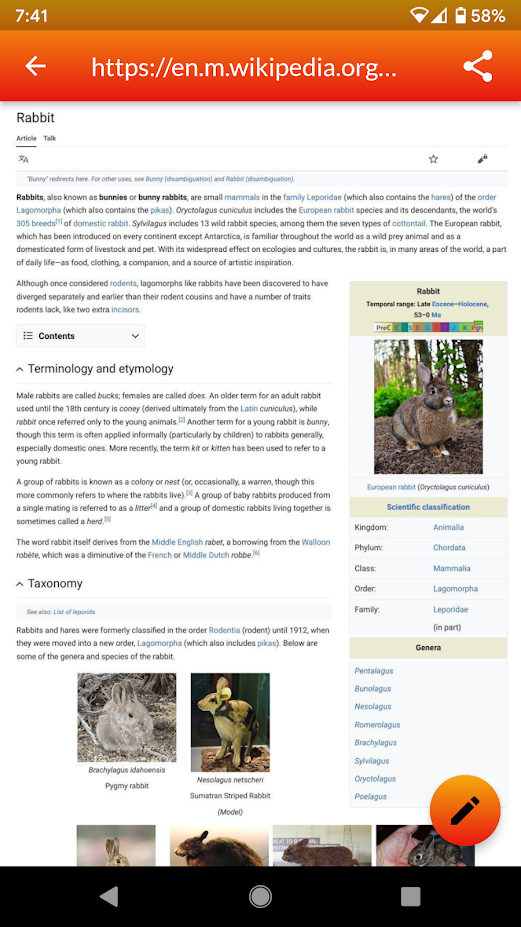 7:41
58%
https://en.m.wikipedia.org...
Rabbit
Article Talk
"Bunny" redirects here. For other uses, see Bunny (disambiguation) and Rabbit (disambiguation).
Rabbits, also known as bunnies or bunny rabbits, are small mammals in the family Leporidae (which also contains the hares) of the order
Lagomorpha (which also contains the pikas). Oryctolagus cuniculus includes the European rabbit species and its descendants, the world's
305 breeds[1] of domestic rabbit. Sylvilagus includes 13 wild rabbit species, among them the seven types of cottontail. The European rabbit,
which has been introduced on every continent except Antarctica, is familiar throughout the world as a wild prey animal and as a
domesticated form of livestock and pet. With its widespread effect on ecologies and cultures, the rabbit is, in many areas of the world, a part
of daily life—as food, clothing, a companion, and a source of artistic inspiration.
Although once considered rodents, lagomorphs like rabbits have been discovered to have
diverged separately and earlier than their rodent cousins and have a number of traits
rodents lack, like two extra incisors.
Contents
Terminology and etymology
Male rabbits are called bucks; females are called does. An older term for an adult rabbit
used until the 18th century is coney (derived ultimately from the Latin cuniculus), while
rabbit once referred only to the young animals.[2] Another term for a young rabbit is bunny,
though this term is often applied informally (particularly by children) to rabbits generally,
especially domestic ones. More recently, the term kit or kitten has been used to refer to a
young rabbit.
A group of rabbits is known as a colony or nest (or, occasionally, a warren, though this
more commonly refers to where the rabbits live).[3] A group of baby rabbits produced from
a single mating is referred to as a litter[4] and a group of domestic rabbits living together is
sometimes called a herd.[5]
The word rabbit itself derives from the Middle English rabet, a borrowing from the Walloon
robète, which was a diminutive of the French or Middle Dutch robbe.[6]
Taxonomy
See also: List of leporids
Rabbits and hares were formerly classified in the order Rodentia (rodent) until 1912, when
they were moved into a new order, Lagomorpha (which also includes pikas). Below are
some of the genera and species of the rabbit.
Brachylagus idahoensis
Pygmy rabbit
Nesolagus netscheri
Sumatran Striped Rabbit
(Model)
Rabbit
Temporal range: Late Eocene–Holocene,
53–0 Ma
PreЄ Є O S D C P T J K Pg N
European rabbit (Oryctolagus cuniculus)
Scientific classification
Kingdom: Animalia
Phylum: Chordata
Class: Mammalia
Order: Lagomorpha
Family: Leporidae
(in part)
Genera
Pentalagus
Bunolagus
Nesolagus
Romerolagus
Brachylagus
Sylvilagus
Oryctolagus
Poelagus